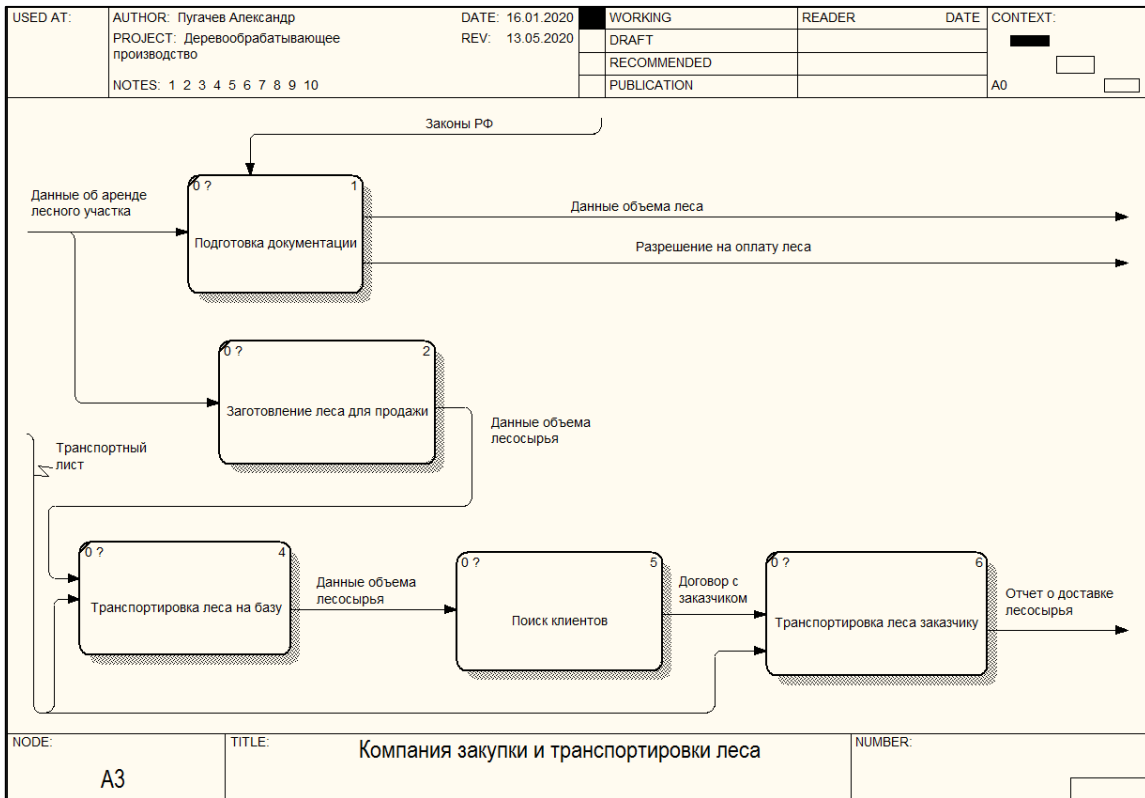 USED AT:
AUTHOR: Пугачев Александр
DATE: 16.01.2020
PROJECT: Деревообрабатывающее
производство
REV: 13.05.2020
NOTES: 1 2 3 4 5 6 7 8 9 10
WORKING
DRAFT
RECOMMENDED
PUBLICATION
READER
DATE
CONTEXT:
A0
Законы РФ
Данные об аренде
лесного участка
0 ?
1
Подготовка документации
Данные объема леса
Разрешение на оплату леса
0 ?
2
Заготовление леса для продажи
Данные объема
лесосырья
Транспортный
лист
0 ?
4
Транспортировка леса на базу
Данные объема
лесосырья
0 ?
5
Поиск клиентов
Договор с
заказчиком
0 ?
6
Транспортировка леса заказчику
Отчет о доставке
лесосырья
NODE:
A3
TITLE:
Компания закупки и транспортировки леса
NUMBER: